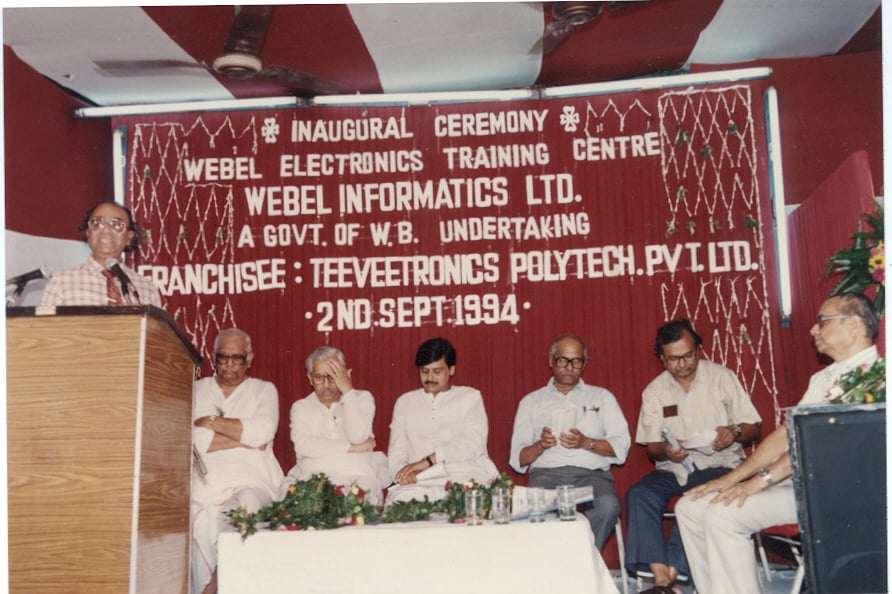 INAUGURAL CEREMONY
WEBEL ELECTRONICS TRAINING CENTRE
WEBEL INFORMATICS LTD.
A GOVT. OF W.B. UNDERTAKING
FRANCHISEE : TEEVEETRONICS POLYTECH.PVT.LTD.
·2ND.SEPT.1994·